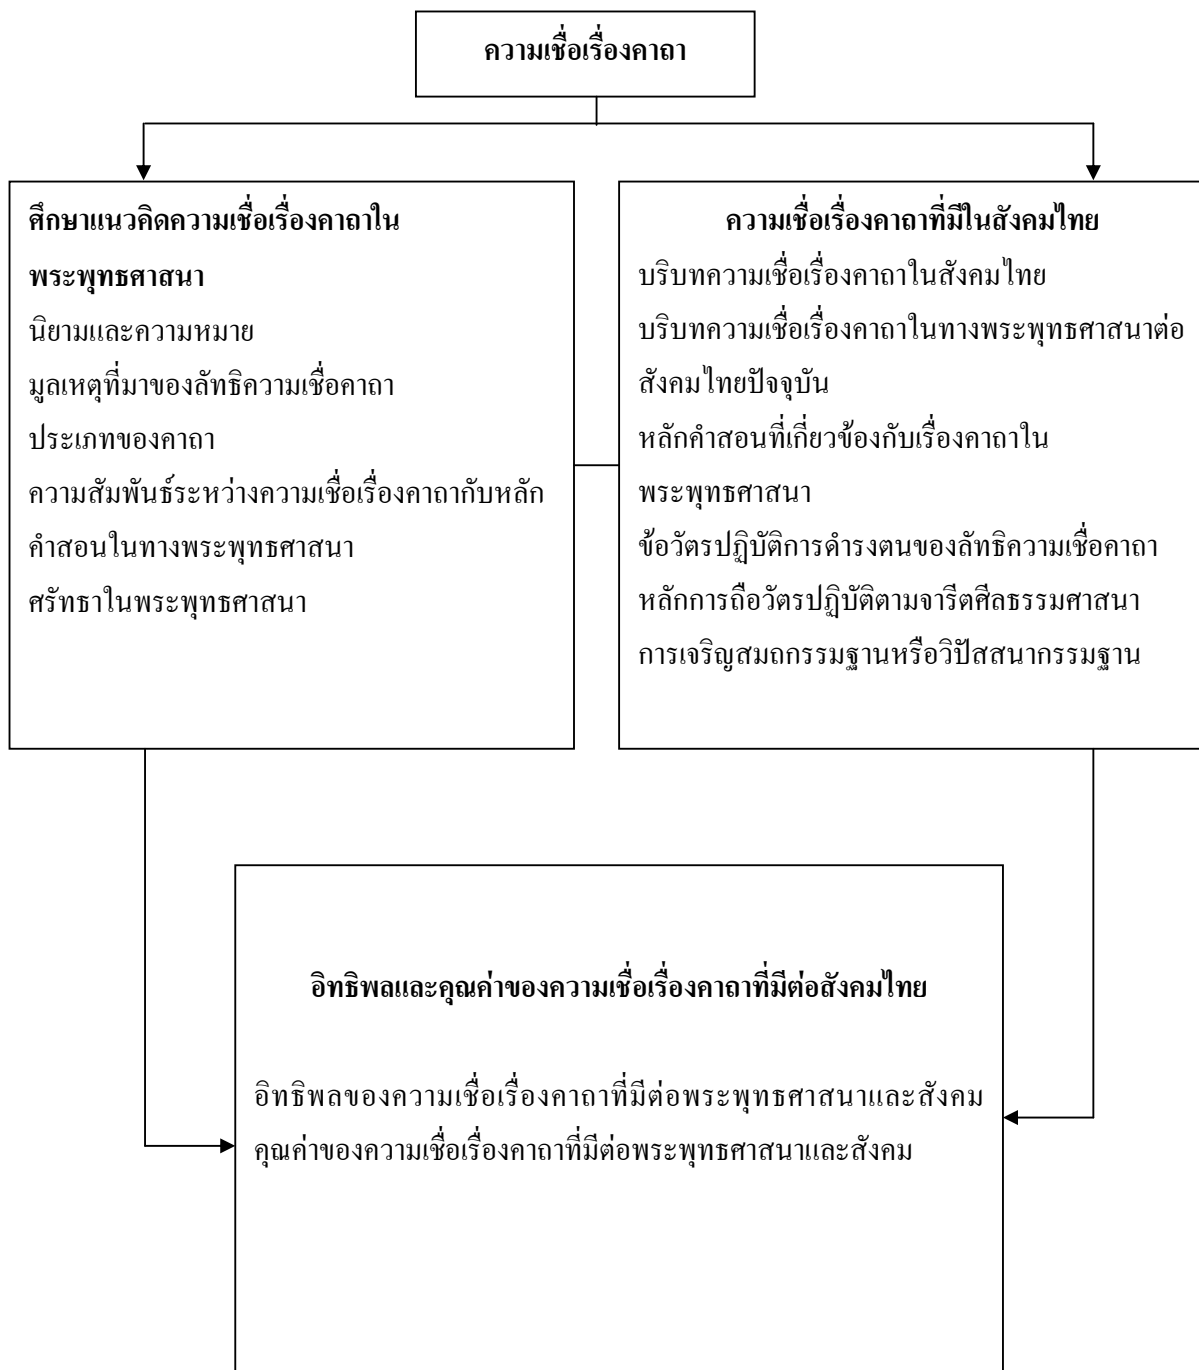 ความเชื่อเรื่องคาถา
ศึกษาแนวคิดความเชื่อเรื่องคาถาใน
พระพุทธศาสนา
นิยามและความหมาย
มูลเหตุที่มาของลัทธิความเชื่อคาถา
ประเภทของคาถา
ความสัมพันธ์ระหว่างความเชื่อเรื่องคาถากับหลัก
คำสอนในทางพระพุทธศาสนา
ศรัทธาในพระพุทธศาสนา
ความเชื่อเรื่องคาถาที่มีในสังคมไทย
บริบทความเชื่อเรื่องคาถาในสังคมไทย
บริบทความเชื่อเรื่องคาถาในทางพระพุทธศาสนาต่อ
สังคมไทยปัจจุบัน
หลักคำสอนที่เกี่ยวข้องกับเรื่องคาถาใน
พระพุทธศาสนา
ข้อวัตรปฏิบัติการดำรงตนของลัทธิความเชื่อคาถา
หลักการถือวัตรปฏิบัติตามจารีตศีลธรรมศาสนา
การเจริญสมถกรรมฐานหรือวิปัสสนากรรมฐาน
อิทธิพลและคุณค่าของความเชื่อเรื่องคาถาที่มีต่อสังคมไทย
อิทธิพลของความเชื่อเรื่องคาถาที่มีต่อพระพุทธศาสนาและสังคม
คุณค่าของความเชื่อเรื่องคาถาที่มีต่อพระพุทธศาสนาและสังคม